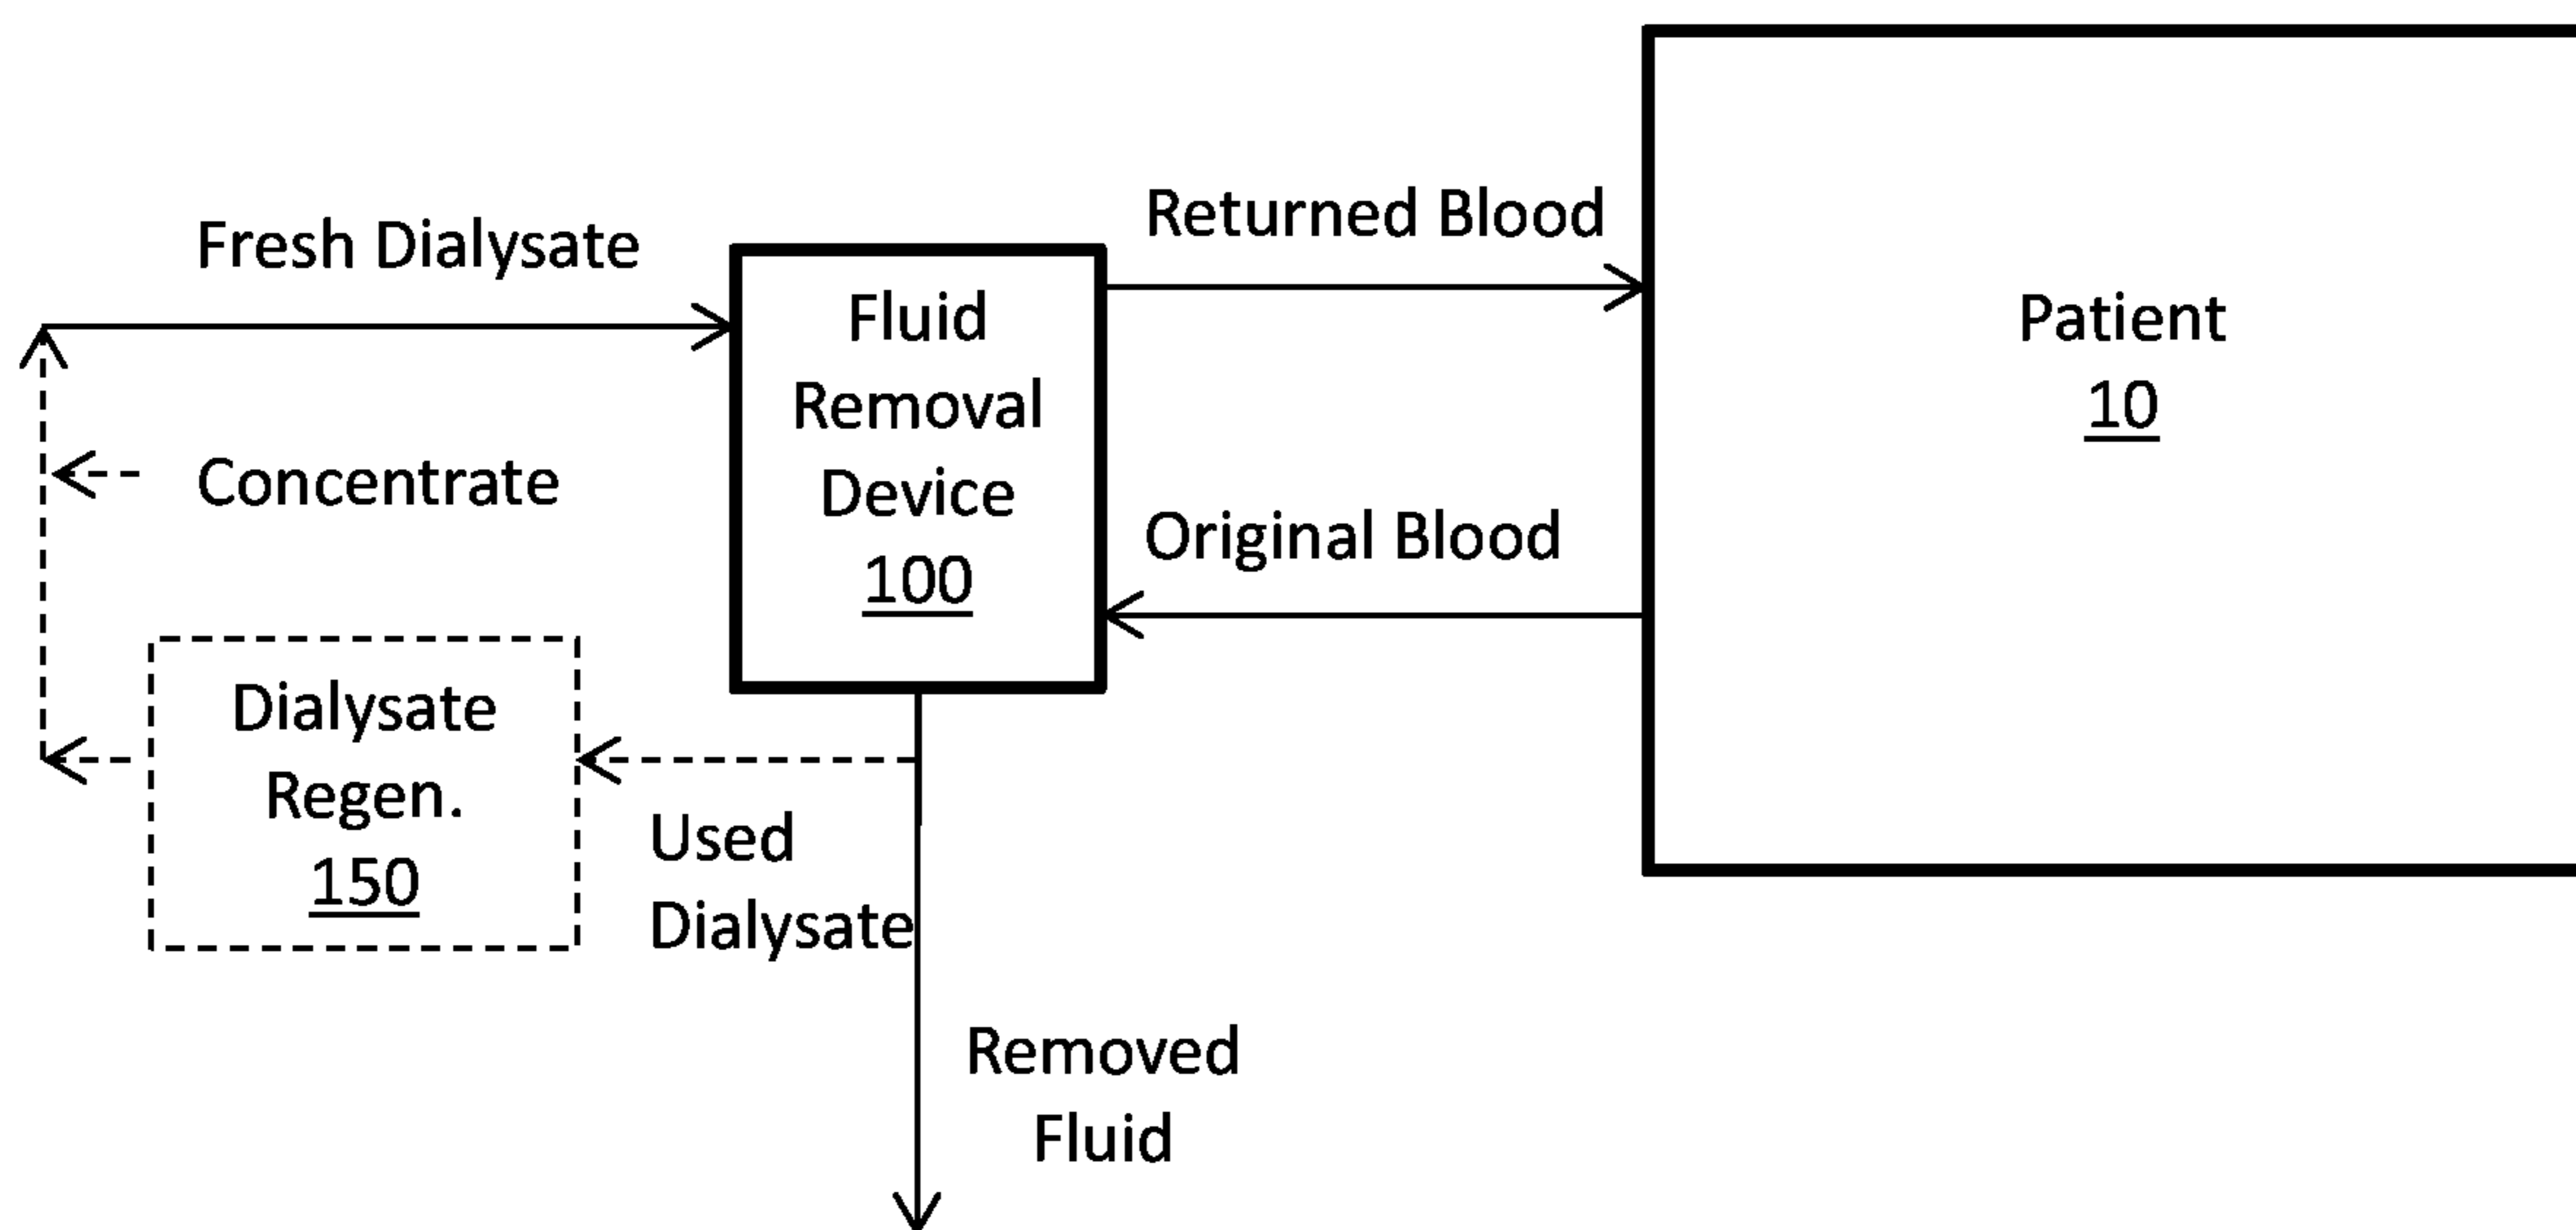 Fresh Dialysate
Concentrate
Dialysate
Regen.
150
Used
Dialysate
Fluid
Removal
Device
100
Removed
Fluid
Returned Blood
Original Blood
Patient
10